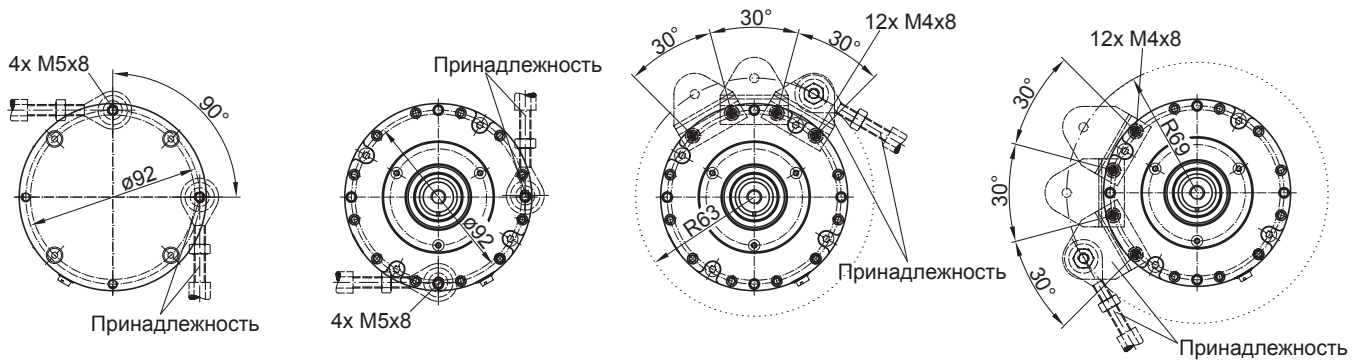 4x M5x8
90°
ø92
Принадлежность
Принадлежность
ø92
4x M5x8
30°
30°
30°
12x M4x8
R63
Принадлежность
12x M4x8
30°
30°
30°
R69
Принадлежность